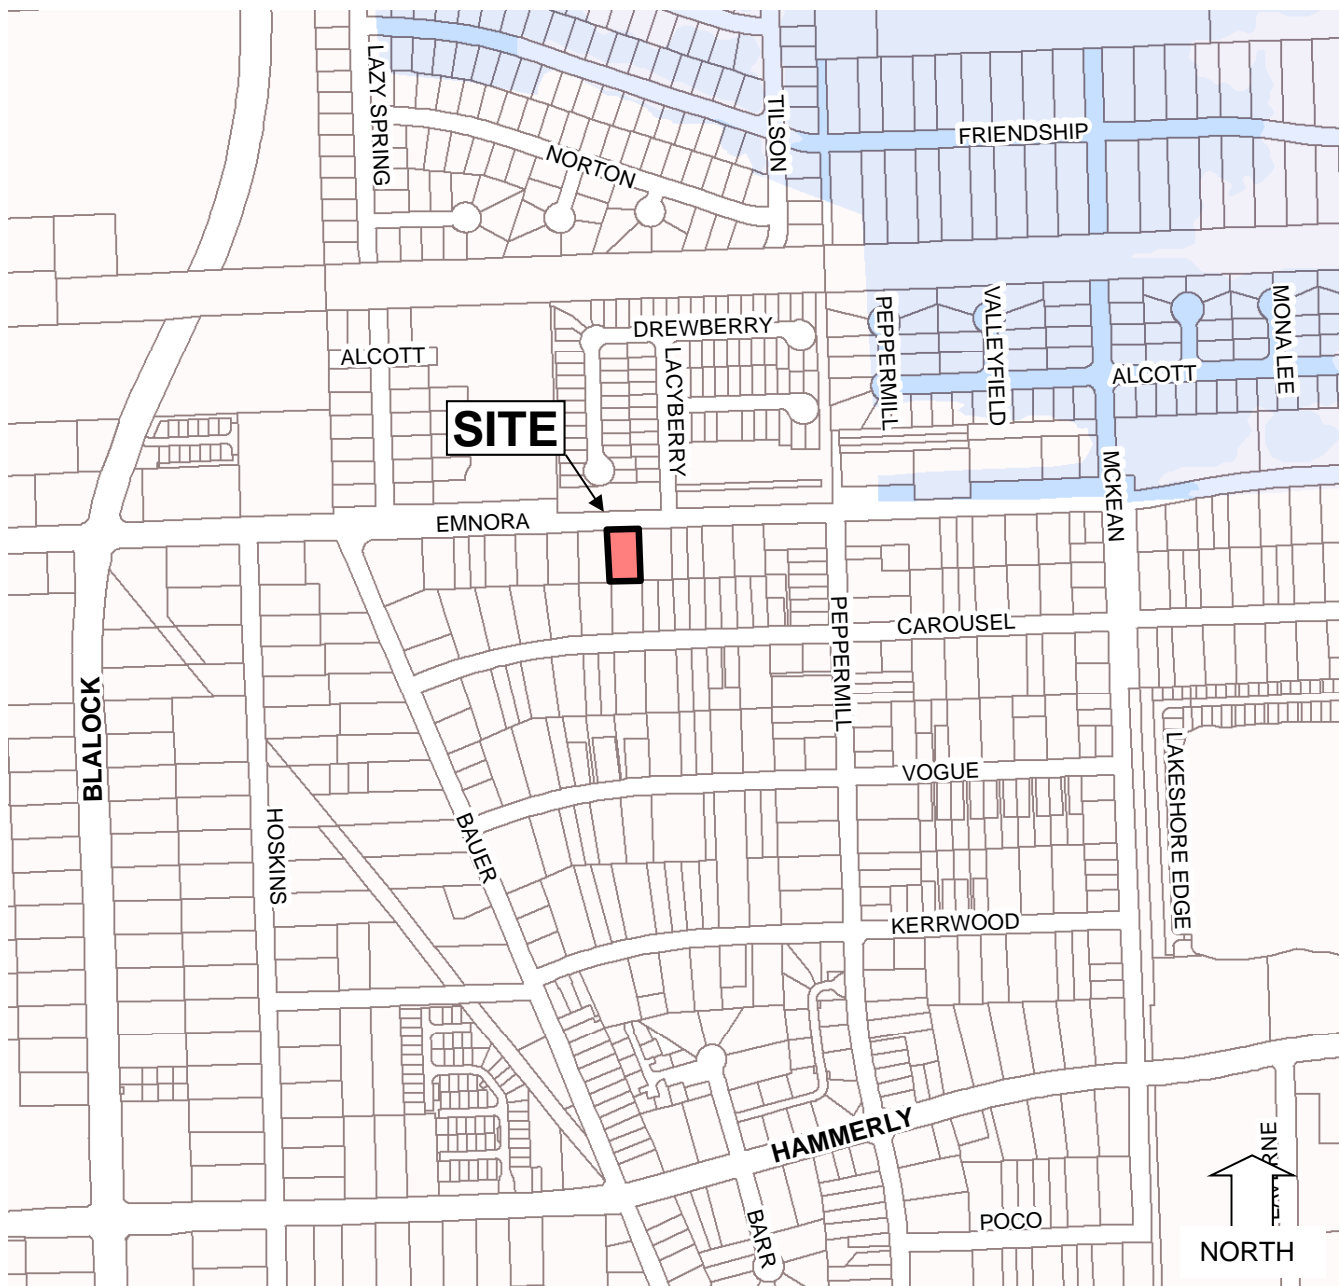 LAZY SPRING
TILSON
FRIENDSHIP
NORTON
PEPPERMILL
VALLEYFIELD
MONA LEE
DREWBERRY
ALCOTT
LACYBERRY
ALCOTT
SITE
MCKEAN
EMNORA
PEPPERMILL
CAROUSEL
BLALOCK
LAKESHORE EDGE
VOGUE
HOSKINS
BAUER
KERRWOOD
HAMMERLY
BARR
POCO
NORTH